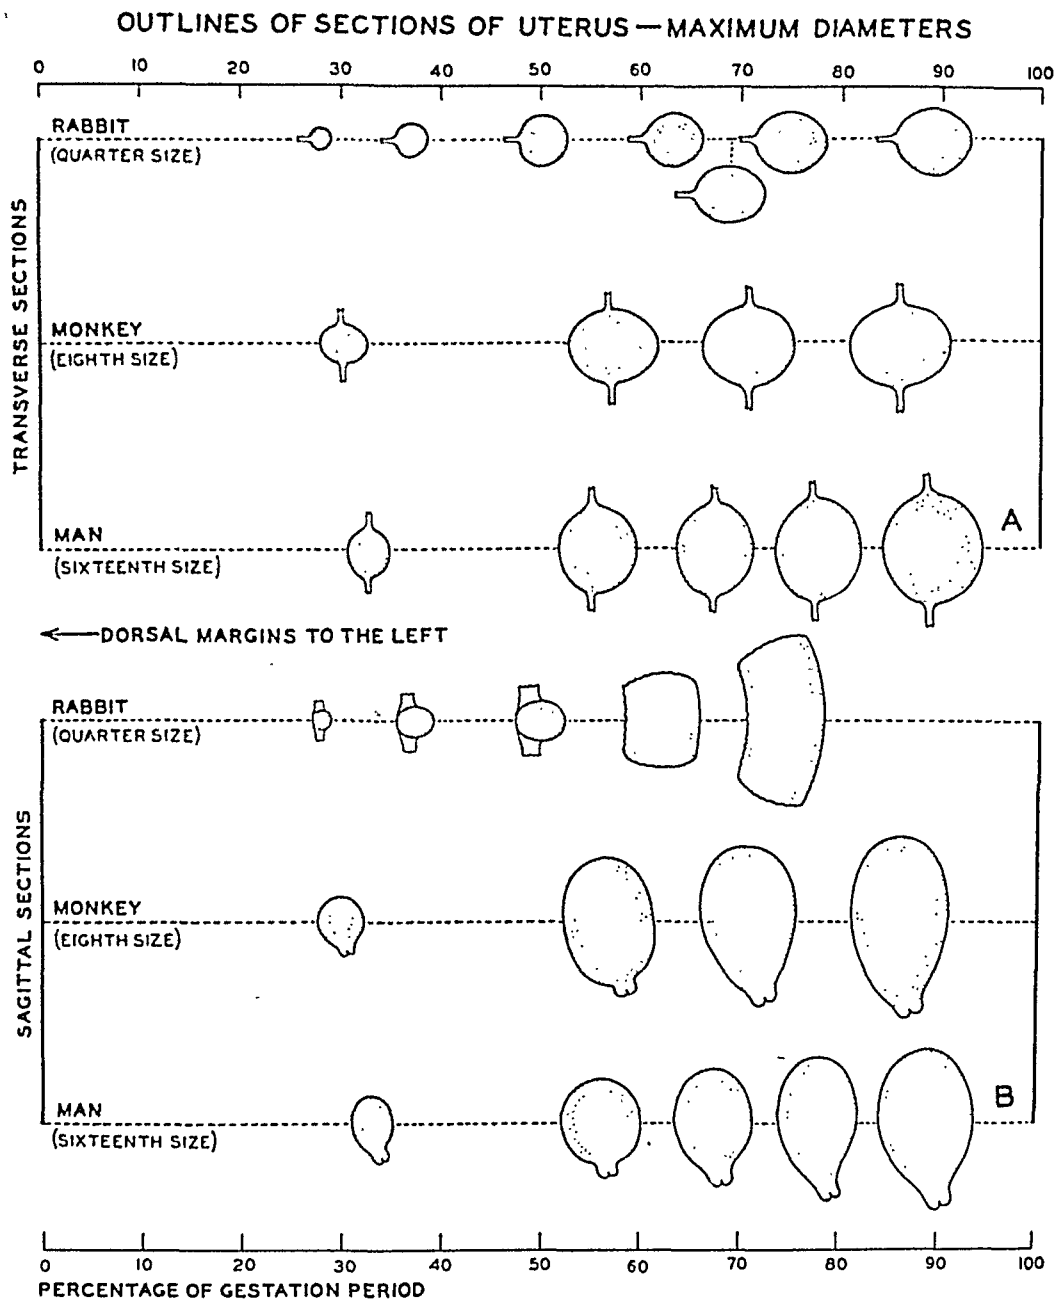 OUTLINES OF SECTIONS OF UTERUS—MAXIMUM DIAMETERS
0 10 20 30 40 50 60 70 80 90 100
TRANSVERSE SECTIONS
RABBIT
(QUARTER SIZE)
MONKEY
(EIGHTH SIZE)
MAN
(SIXTEENTH SIZE)
A
←DORSAL MARGINS TO THE LEFT
SAGITTAL SECTIONS
RABBIT
(QUARTER SIZE)
MONKEY
(EIGHTH SIZE)
MAN
(SIXTEENTH SIZE)
B
0 10 20 30 40 50 60 70 80 90 100
PERCENTAGE OF GESTATION PERIOD